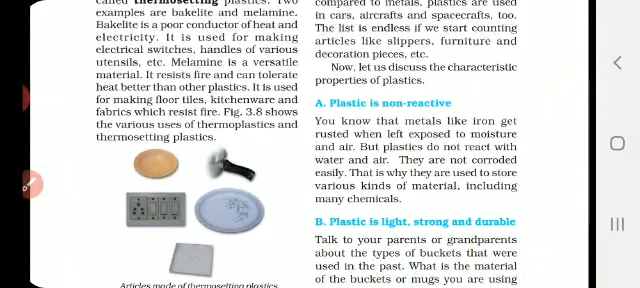 called thermosetting plastics. Two
examples are bakelite and melamine.
Bakelite is a poor conductor of heat and
electricity. It is used for making
electrical switches, handles of various
utensils, etc. Melamine is a versatile
material. It resists fire and can tolerate
heat better than other plastics. It is used
for making floor tiles, kitchenware and
fabrics which resist fire. Fig. 3.8 shows
the various uses of thermoplastics and
thermosetting plastics.
Articles made of thermosetting plastics
compared to metals, plastics are used
in cars, aircrafts and spacecrafts, too.
The list is endless if we start counting
articles like slippers, furniture and
decoration pieces, etc.
Now, let us discuss the characteristic
properties of plastics.
A. Plastic is non-reactive
You know that metals like iron get
rusted when left exposed to moisture
and air. But plastics do not react with
water and air. They are not corroded
easily. That is why they are used to store
various kinds of material, including
many chemicals.
B. Plastic is light, strong and durable
Talk to your parents or grandparents
about the types of buckets that were
used in the past. What is the material
of the buckets or mugs you are using